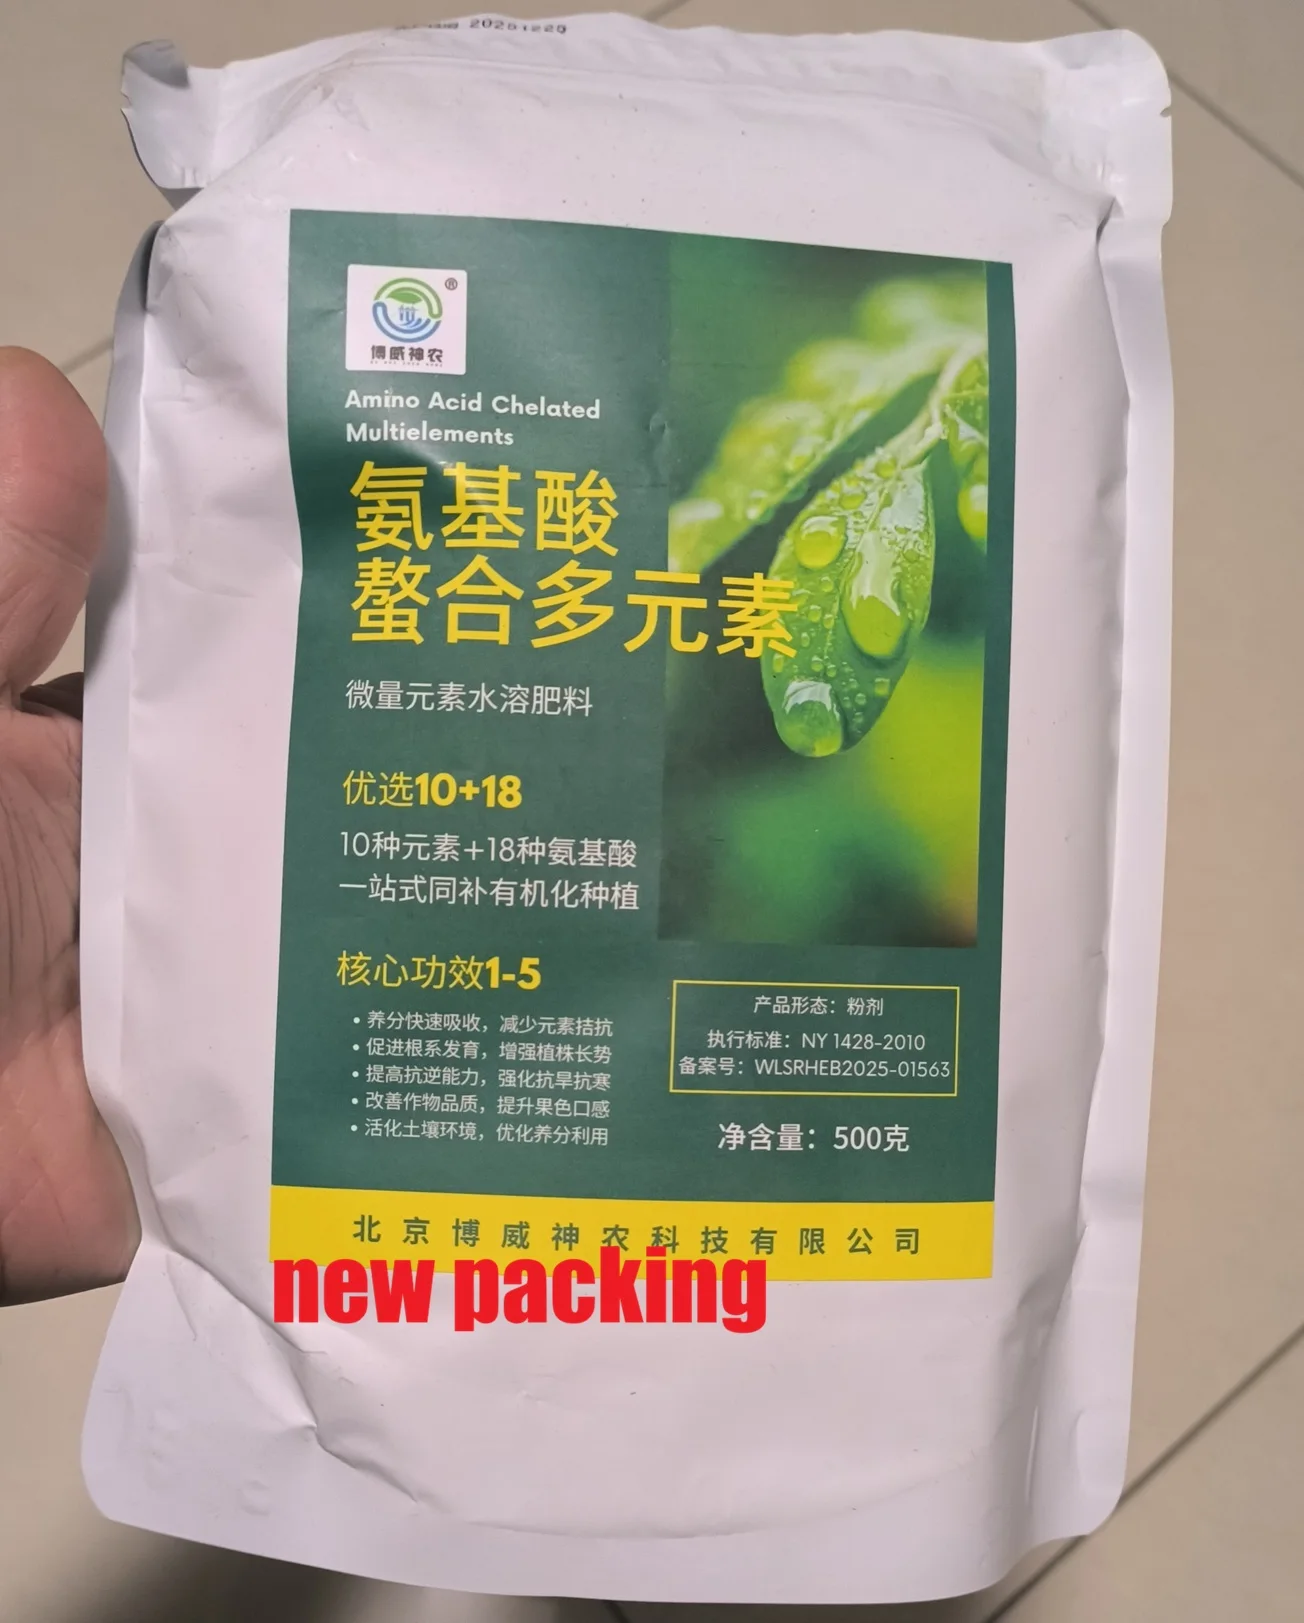 20251220
博威神农
®
Amino Acid Chelated
Multielements
氨基酸
螯合多元素
微量元素水溶肥料
优选10+18
10种元素+18种氨基酸
一站式同补有机化种植
核心功效1-5
• 养分快速吸收，减少元素拮抗
• 促进根系发育，增强植株长势
• 提高抗逆能力，强化抗旱抗寒
• 改善作物品质，提升果色口感
• 活化土壤环境，优化养分利用
产品形态：粉剂
执行标准：NY 1428-2010
备案号：WLSRHEB2025-01563
净含量：500克
北京博威神农科技有限公司
new packing